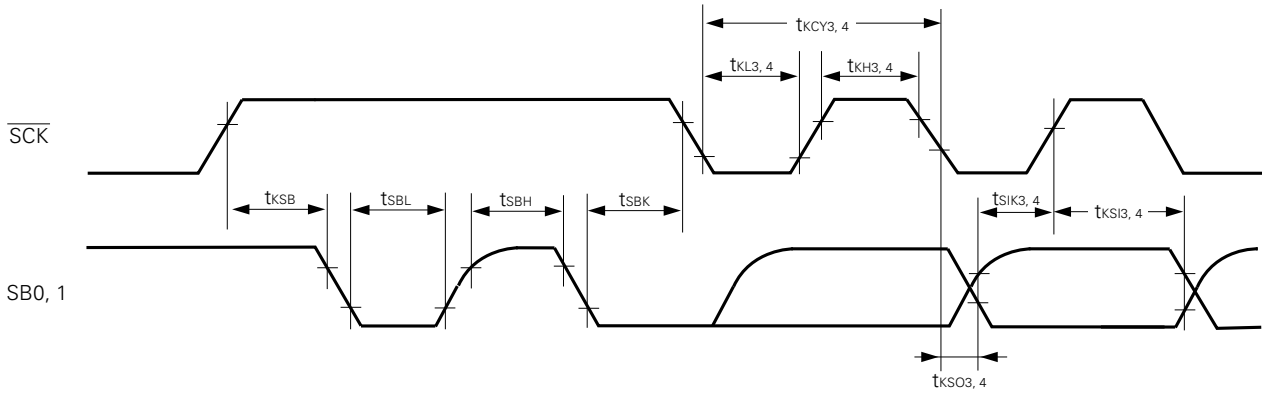 tKCY3, 4
tKL3, 4
tKH3, 4
SCK
tKSB
tSBL
tSBH
tSBK
tSIK3, 4
tKSI3, 4
SB0, 1
tKSO3, 4